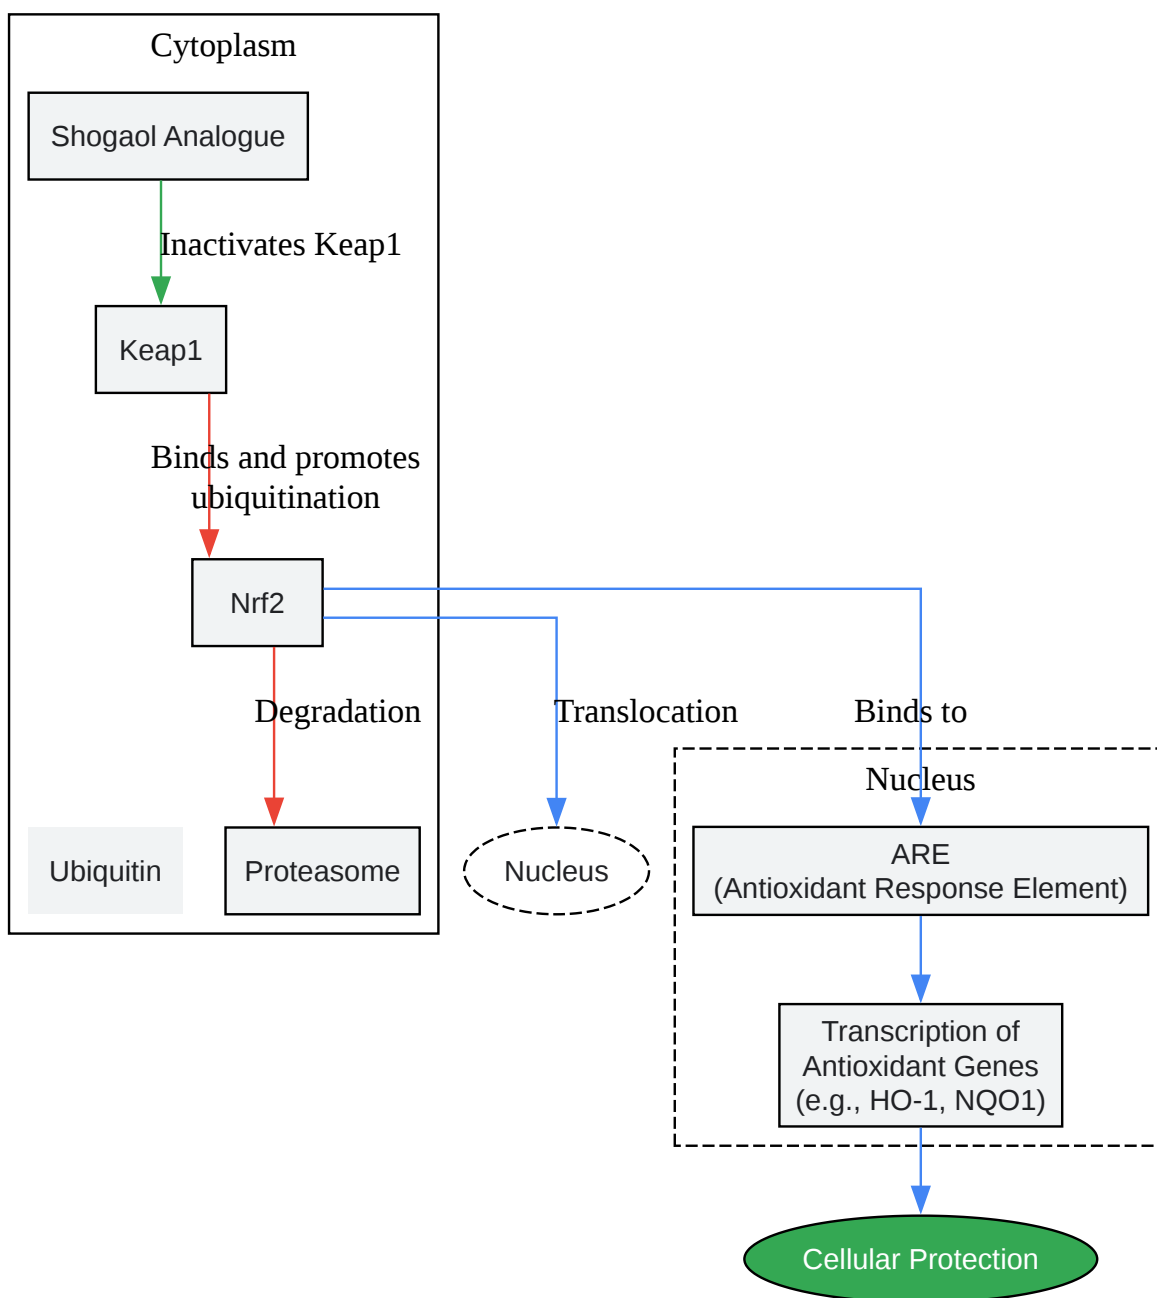 Cytoplasm
Shogaol Analogue
Inactivates Keap1
Keap1
Binds and promotes
ubiquitination
Nrf2
Degradation
Translocation
Binds to
Nucleus
Ubiquitin
Proteasome
Nucleus
ARE
(Antioxidant Response Element)
Transcription of
Antioxidant Genes
(e.g., HO-1, NQO1)
Cellular Protection